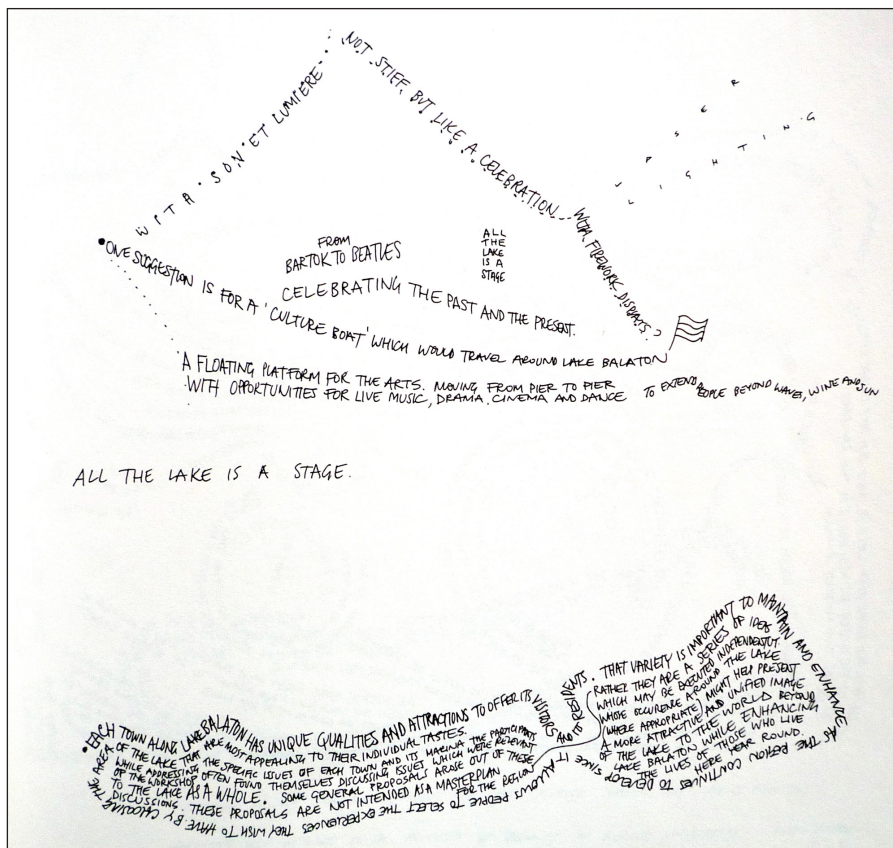 WITH A 'SON ET LUMIERE'
NOT STIFF, BUT LIKE A CELEBRATION...
WITH FIREWORK DISPLAYS.
LASER
LIGHTING
FROM
BARTOK TO BEATLES
ALL
THE
LAKE
IS A
STAGE
CELEBRATING THE PAST AND THE PRESENT.
ONE SUGGESTION IS FOR A 'CULTURE BOAT' WHICH WOULD TRAVEL AROUND LAKE BALATON
A FLOATING PLATFORM FOR THE ARTS. MOVING FROM PIER TO PIER
WITH OPPORTUNITIES FOR LIVE MUSIC, DRAMA, CINEMA AND DANCE TO EXTEND PEOPLE BEYOND WAVES, WINE AND SUN
ALL THE LAKE IS A STAGE.
EACH TOWN ALONG LAKE BALATON HAS UNIQUE QUALITIES AND ATTRACTIONS TO OFFER ITS VISITORS AND ITS RESIDENTS. THAT VARIETY IS IMPORTANT TO MAINTAIN AND ENHANCE AS THE REGION CONTINUES TO DEVELOP SINCE IT ALLOWS PEOPLE TO SELECT THE EXPERIENCES THEY WISH TO HAVE BY CHOOSING THE
AREA OF THE LAKE THAT ARE MOST APPEALING TO THEIR INDIVIDUAL TASTES.
WHILE ADDRESSING THE SPECIFIC ISSUES OF EACH TOWN AND ITS MARINA THE PARTICIPANTS
OF THE WORKSHOP OFTEN FOUND THEMSELVES DISCUSSING ISSUES WHICH WERE RELEVANT
TO THE LAKE AS A WHOLE. SOME GENERAL PROPOSALS AROSE OUT OF THESE
DISCUSSIONS. THESE PROPOSALS ARE NOT INTENDED AS A MASTERPLAN
FOR THE REGION
RATHER THEY ARE A SERIES OF IDEAS
WHICH MAY BE EXECUTED INDEPENDENTLY.
WHOSE OCCURENCE AROUND THE LAKE
(WHERE APPROPRIATE) MIGHT HELP PRESENT
A MORE ATTRACTIVE AND UNIFIED IMAGE
OF THE LAKE TO THE WORLD BEYOND
LAKE BALATON WHILE ENHANCING
THE LIVES OF THOSE WHO LIVE
HERE YEAR ROUND.